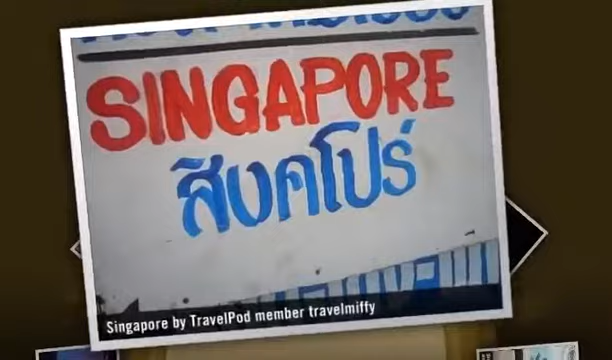 SINGAPORE
สิงคโปร์
Singapore by TravelPod member travelmiffy